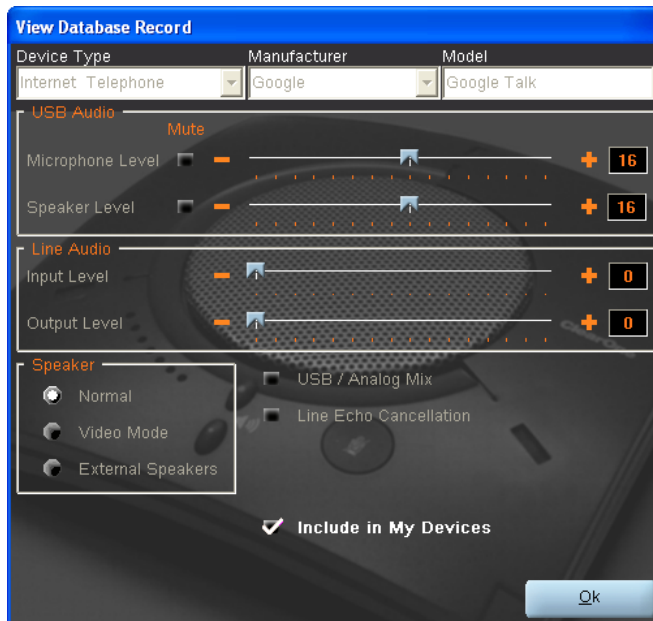 View Database Record
Device Type Manufacturer Model
Internet Telephone Google Google Talk
USB Audio
Mute
Microphone Level 16
Speaker Level 16
Line Audio
Input Level 0
Output Level 0
Speaker
Normal
Video Mode
External Speakers
USB / Analog Mix
Line Echo Cancellation
Include in My Devices
Ok